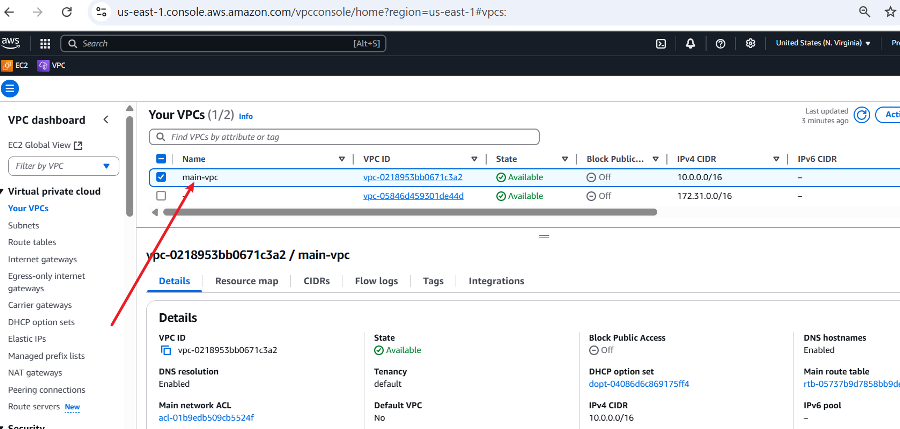 us-east-1.console.aws.amazon.com/vpcconsole/home?region=us-east-1#vpcs:
aws Search [Alt+S] United States (N. Virginia)
EC2 VPC
VPC dashboard
EC2 Global View
Filter by VPC
Virtual private cloud
Your VPCs
Subnets
Route tables
Internet gateways
Egress-only internet
gateways
Carrier gateways
DHCP option sets
Elastic IPs
Managed prefix lists
NAT gateways
Peering connections
Route servers New
Security
Your VPCs (1/2) Info
Last updated
3 minutes ago
Acti
Find VPCs by attribute or tag
Name VPC ID State Block Public... IPv4 CIDR IPv6 CIDR
main-vpc vpc-0218953bb0671c3a2 Available Off 10.0.0.0/16 –
– vpc-05846d459301de44d Available Off 172.31.0.0/16 –
vpc-0218953bb0671c3a2 / main-vpc
Details Resource map CIDRs Flow logs Tags Integrations
Details
VPC ID
vpc-0218953bb0671c3a2
State
Available
Block Public Access
Off
DNS hostnames
Enabled
DNS resolution
Enabled
Tenancy
default
DHCP option set
dopt-04086d6c869175ff4
Main route table
rtb-05737b9d7858bb9de
Main network ACL
acl-01b9edb509cb5524f
Default VPC
No
IPv4 CIDR
10.0.0.0/16
IPv6 pool
–